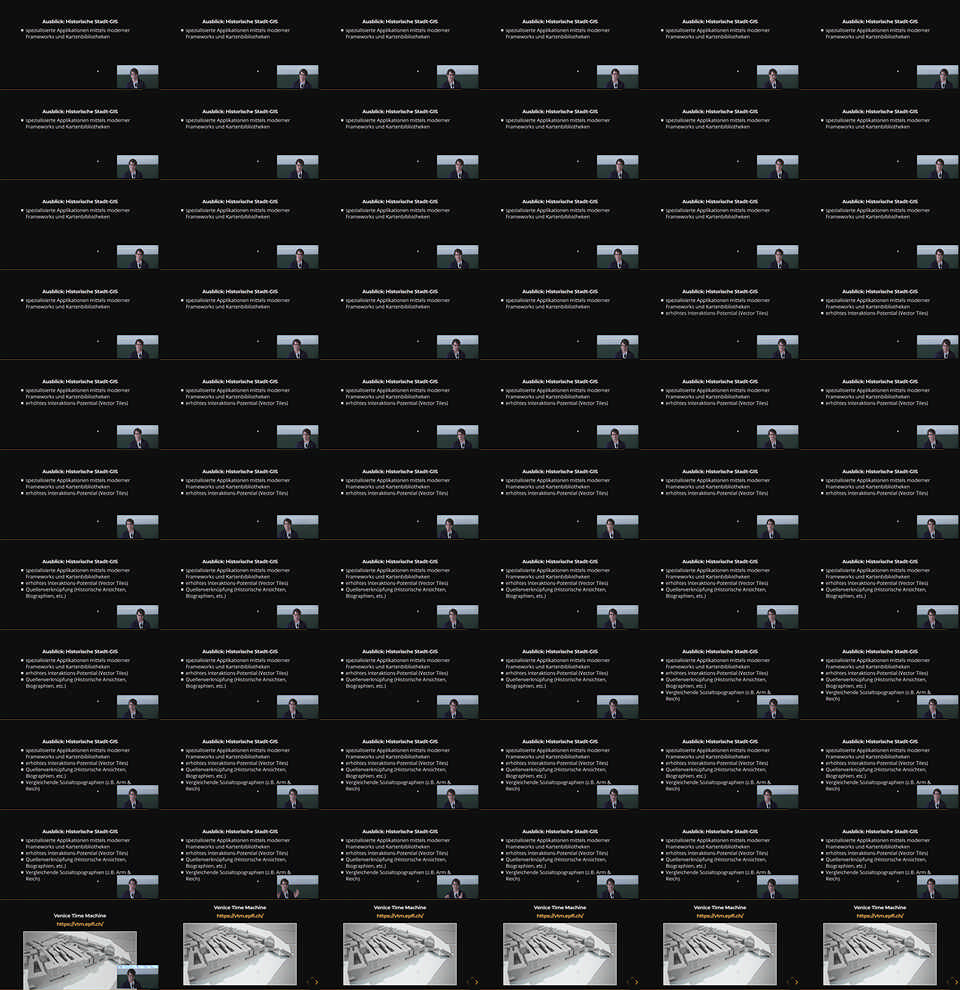 Ausblick: Historische Stadt-GIS
spezialisierte Applikationen mittels moderner
Frameworks und Kartenbibliotheken
erhöhtes Interaktions-Potential (Vector Tiles)
Quellenverknüpfung (Historische Ansichten,
Biographien, etc.)
Vergleichende Sozialtopographien (z.B. Arm &
Reich)
Venice Time Machine
https://vtm.epfl.ch/